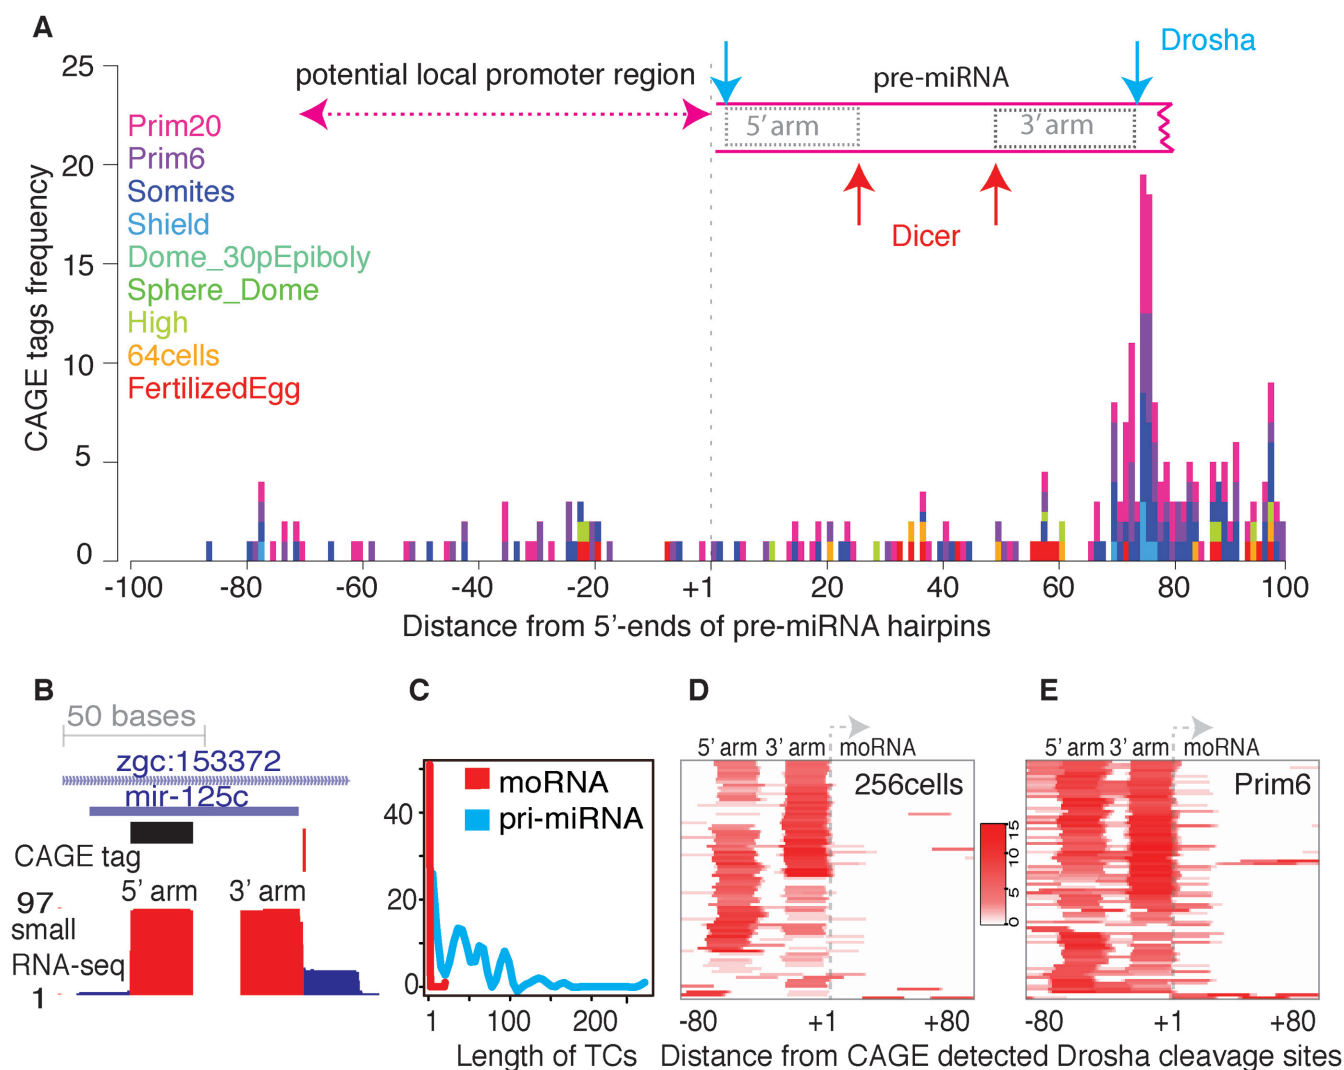 A
Drosha
25
potential local promoter region
pre-miRNA
5’ arm
3’ arm
Prim20
Prim6
Somites
Shield
Dome_30pEpiboly
Sphere_Dome
High
64cells
FertilizedEgg
Dicer
CAGE tags frequency
20
15
10
5
0
-100 -80 -60 -40 -20 +1 20 40 60 80 100
Distance from 5’-ends of pre-miRNA hairpins
B
50 bases
zgc:153372
mir-125c
CAGE tag
5’ arm 3’ arm
97
small
RNA-seq
1
C
moRNA
pri-miRNA
40
20
0
1 100 200
Length of TCs
D
5’ arm 3’ arm moRNA
256cells
15
10
5
0
-80 +1 +80
E
5’ arm 3’ arm moRNA
Prim6
-80 +1 +80
Distance from CAGE detected Drosha cleavage sites